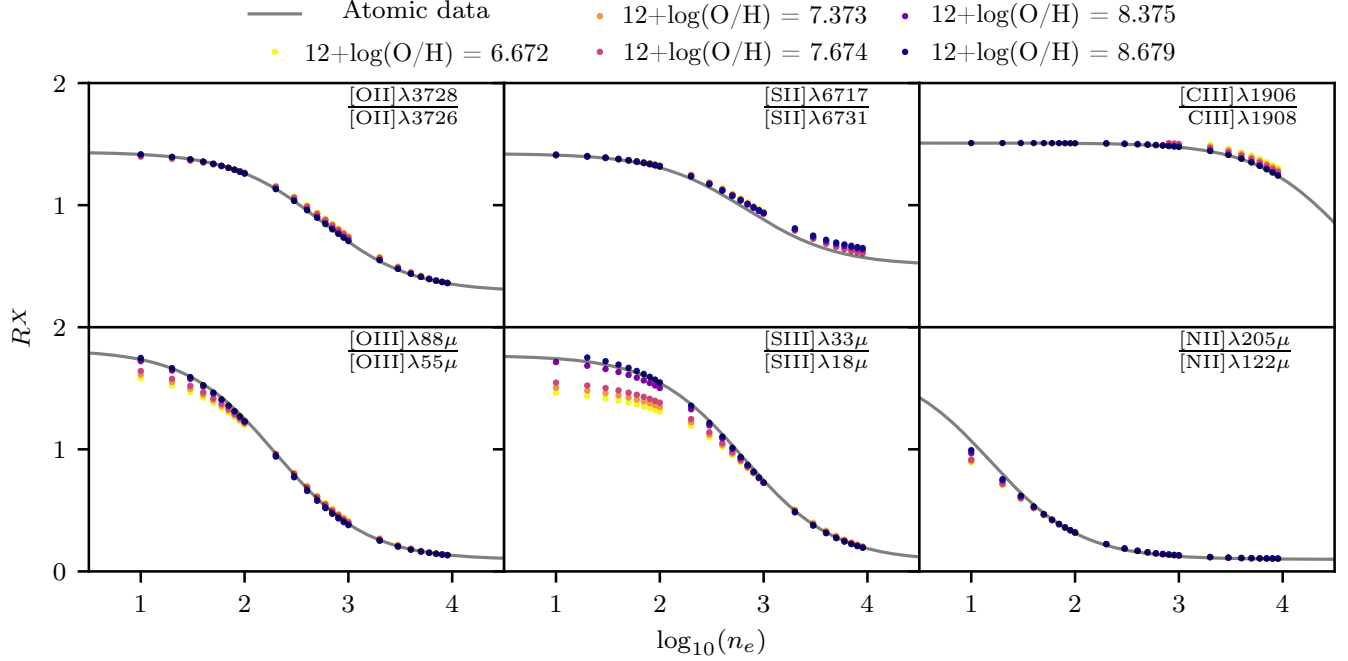 Atomic data
12+log(O/H) = 6.672
12+log(O/H) = 7.373
12+log(O/H) = 7.674
12+log(O/H) = 8.375
12+log(O/H) = 8.679
[OII]λ3728
[OII]λ3726
[SII]λ6717
[SII]λ6731
[CIII]λ1906
CIII]λ1908
2
1
[OIII]λ88μ
[OIII]λ55μ
[SIII]λ33μ
[SIII]λ18μ
[NII]λ205μ
[NII]λ122μ
2
1
0
R^X
1 2 3 4
1 2 3 4
1 2 3 4
log₁₀(nₑ)